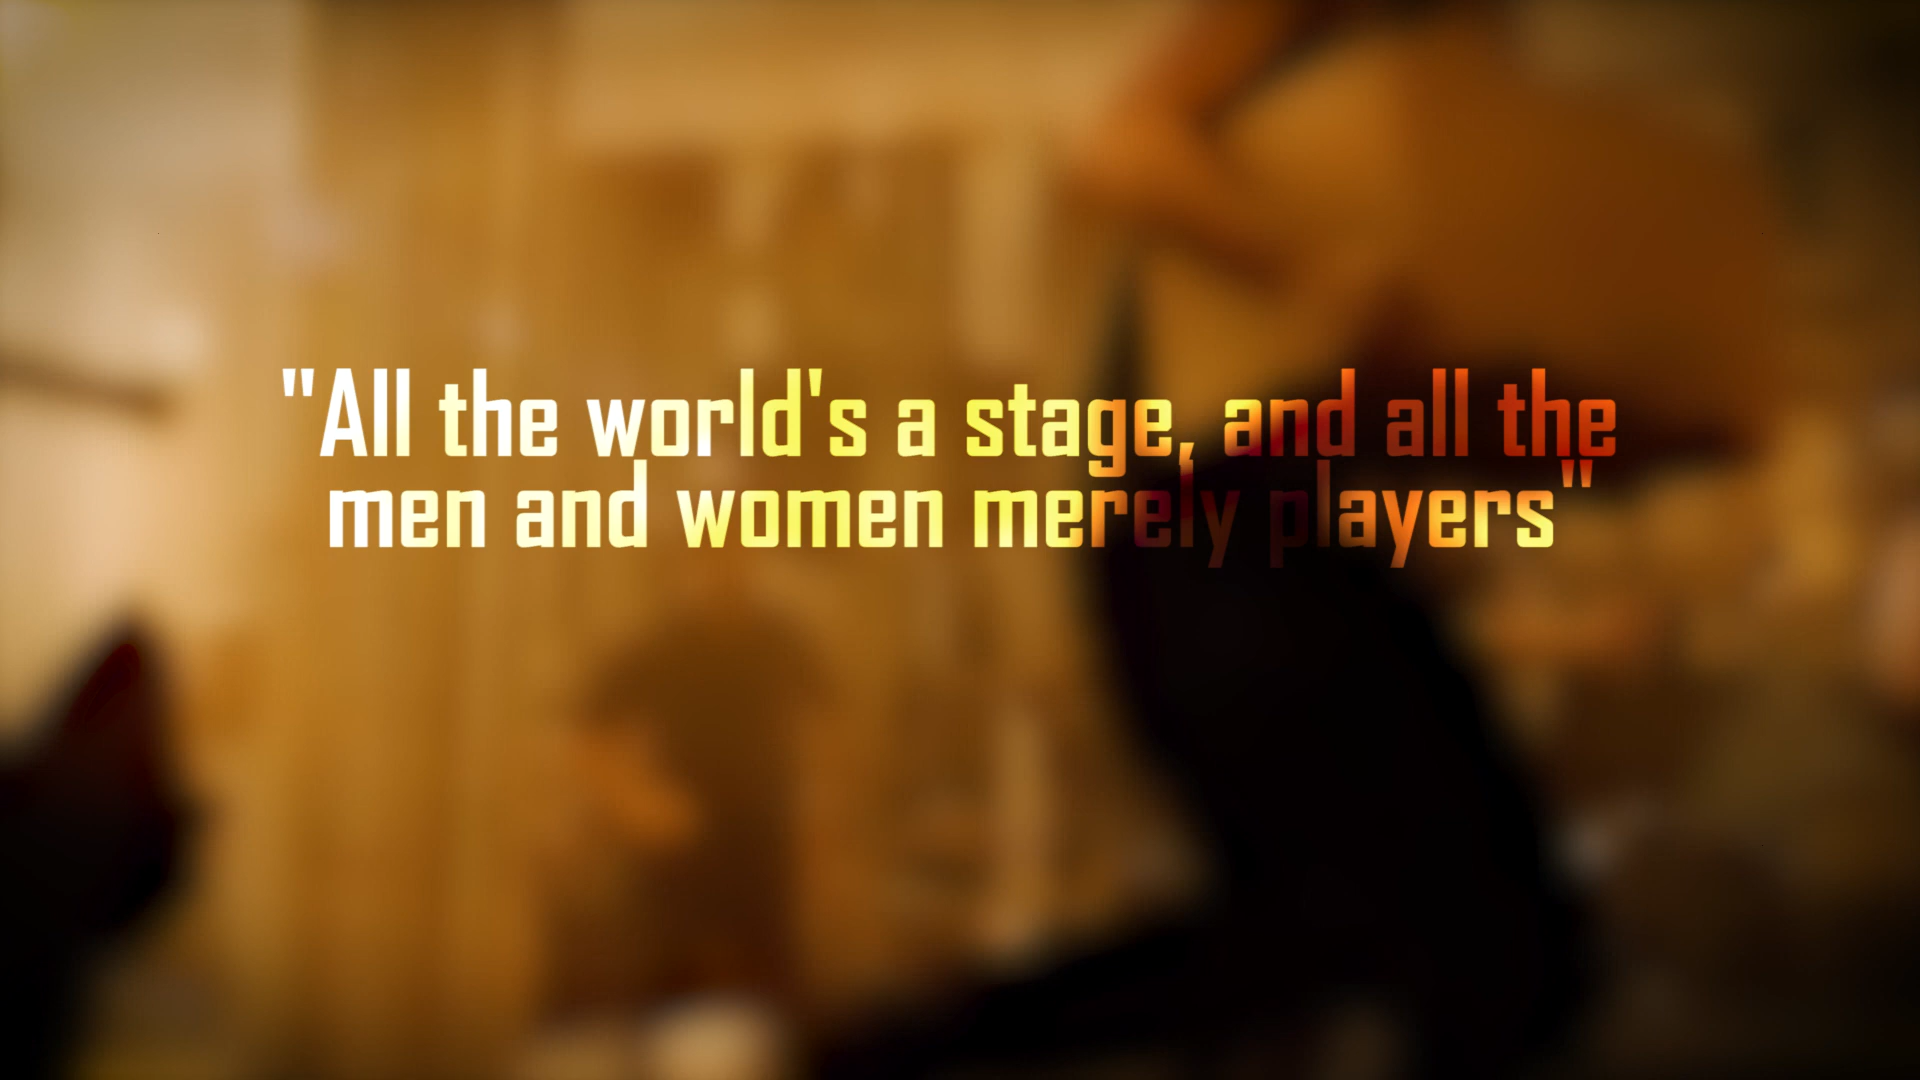 "All the world's a stage, and all the
men and women merely players"